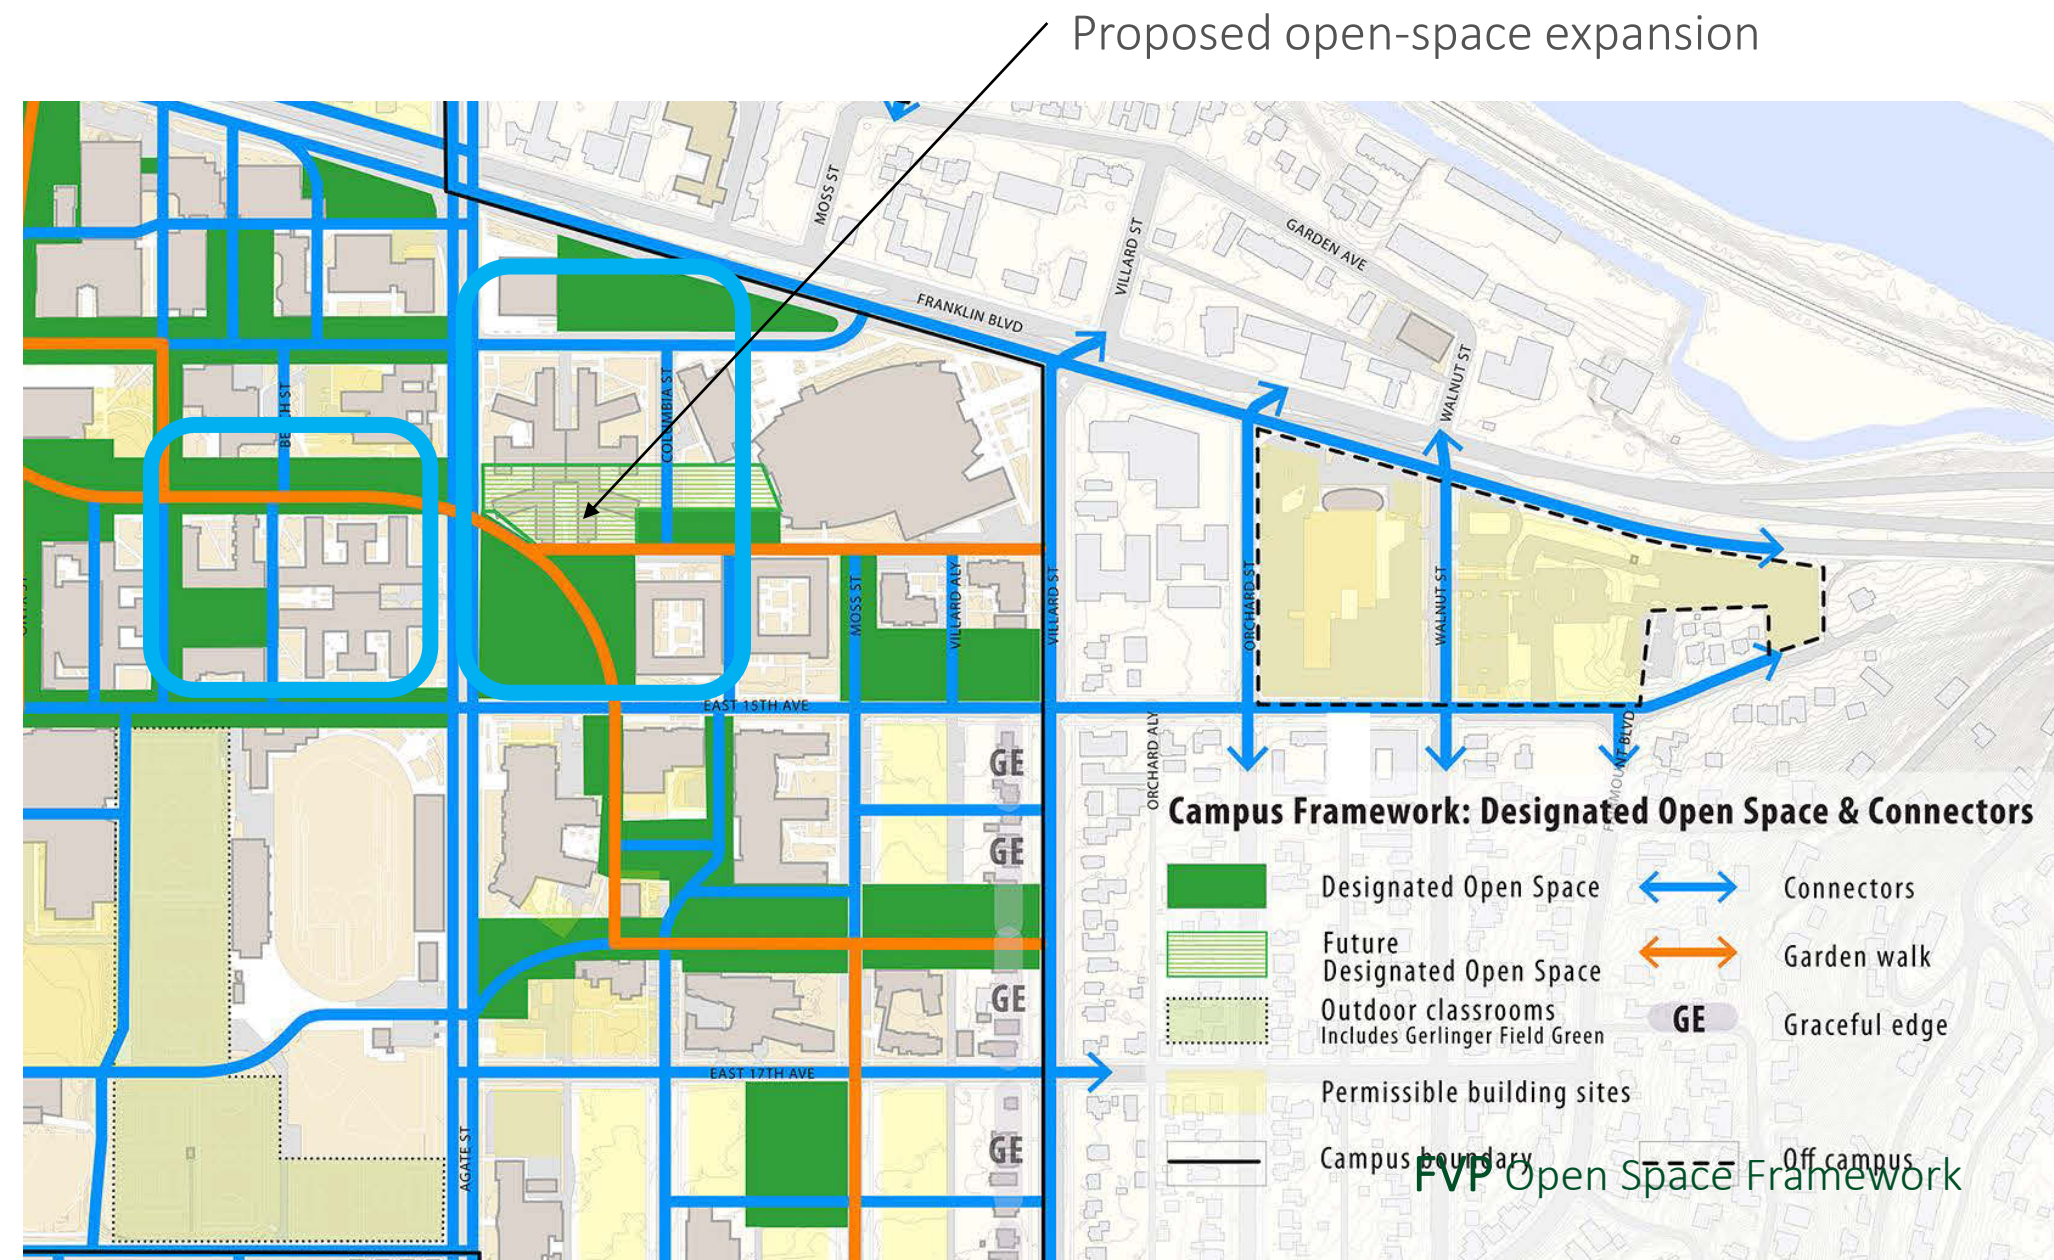 Proposed open-space expansion
MOSS ST
VILLARD ST
GARDEN AVE
FRANKLIN BLVD
WALNUT ST
COLUMBIA ST
ORCHARD ST
WALNUT ST
MOSS ST
VILLARD ALY
VILLARD ST
EAST 15TH AVE
ORCHARD ALY
GE
GE
GE
GE
EAST 17TH AVE
AGATE ST
Campus Framework: Designated Open Space & Connectors
Designated Open Space
Connectors
Future
Designated Open Space
Garden walk
Outdoor classrooms
Includes Gerlinger Field Green
GE
Graceful edge
Permissible building sites
Campus boundary
Off campus
FVP Open Space Framework